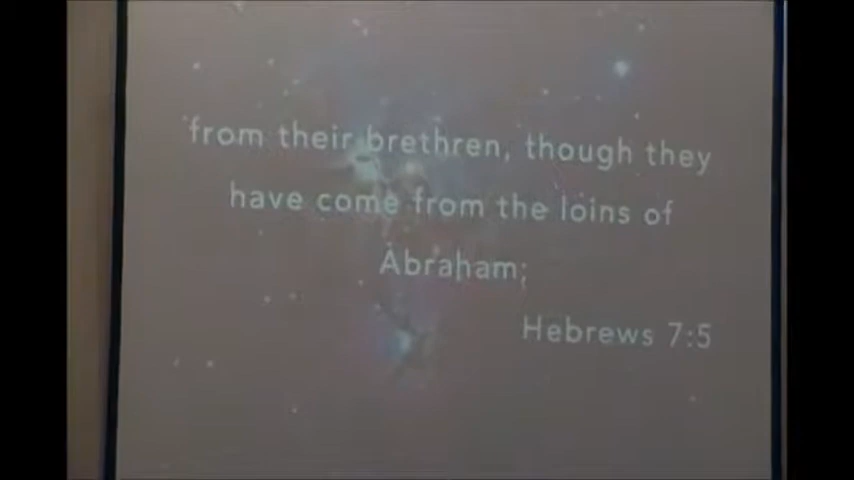 from their brethren, though they
have come from the loins of
Abraham;
Hebrews 7:5